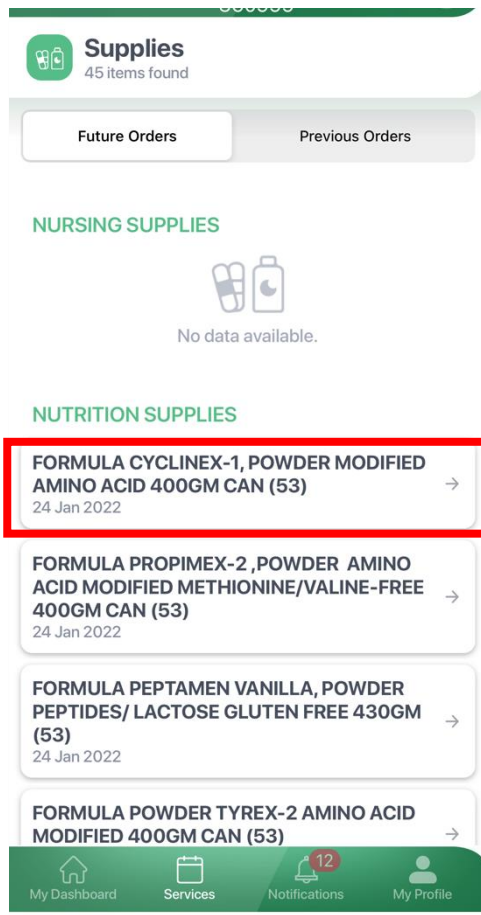 Supplies
45 items found
Future Orders
Previous Orders
NURSING SUPPLIES
No data available.
NUTRITION SUPPLIES
FORMULA CYCLINEX-1, POWDER MODIFIED
AMINO ACID 400GM CAN (53)
24 Jan 2022
FORMULA PROPIMEX-2 ,POWDER AMINO
ACID MODIFIED METHIONINE/VALINE-FREE
400GM CAN (53)
24 Jan 2022
FORMULA PEPTAMEN VANILLA, POWDER
PEPTIDES/ LACTOSE GLUTEN FREE 430GM
(53)
24 Jan 2022
FORMULA POWDER TYREX-2 AMINO ACID
MODIFIED 400GM CAN (53)
12
My Dashboard
Services
Notifications
My Profile